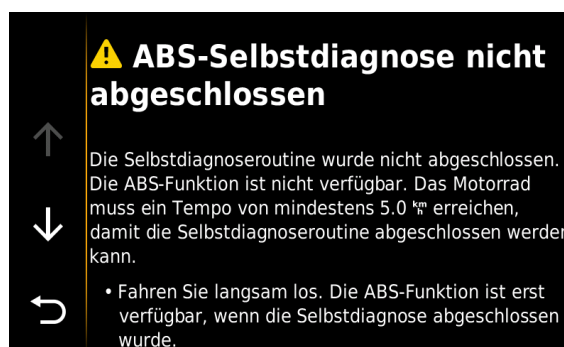 ABS-Selbstdiagnose nicht
abgeschlossen
Die Selbstdiagnoseroutine wurde nicht abgeschlossen.
Die ABS-Funktion ist nicht verfügbar. Das Motorrad
muss ein Tempo von mindestens 5.0 km/h erreichen,
damit die Selbstdiagnoseroutine abgeschlossen werden
kann.
• Fahren Sie langsam los. Die ABS-Funktion ist erst
verfügbar, wenn die Selbstdiagnose abgeschlossen
wurde.